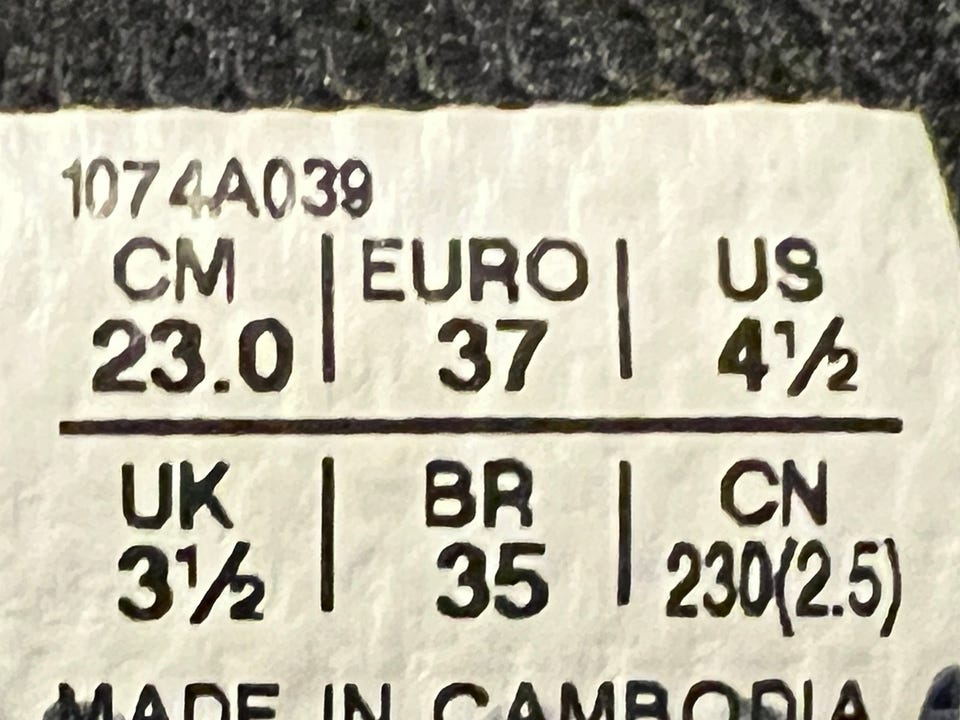 1074A039
CM | EURO | US
23.0 | 37 | 4½
UK | BR | CN
3½ | 35 | 230(2.5)
MADE IN CAMBODIA